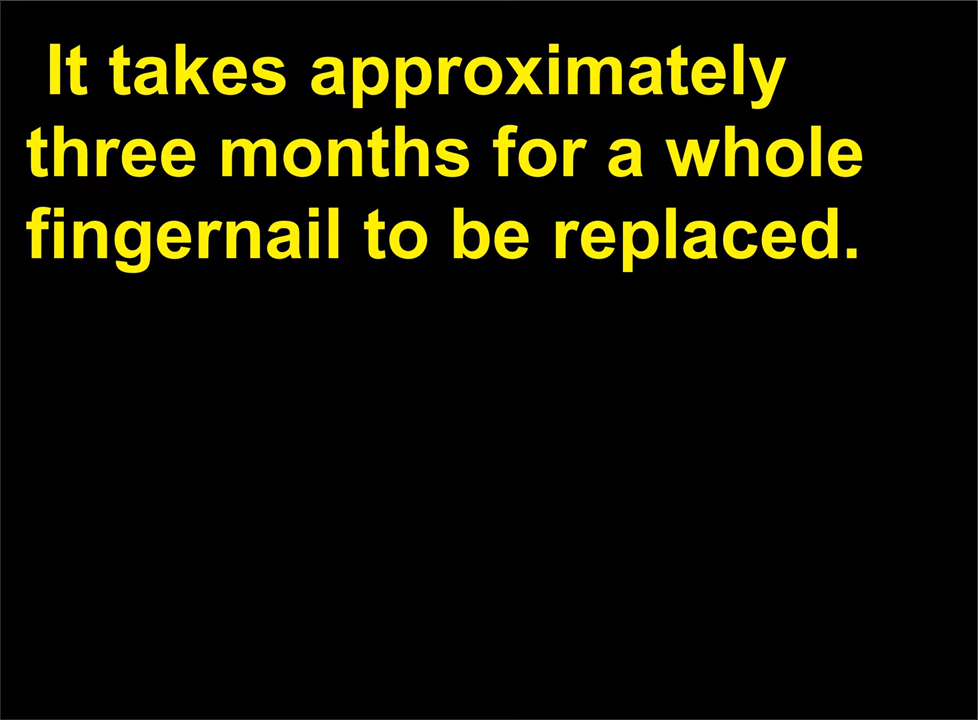 It takes approximately
three months for a whole
fingernail to be replaced.